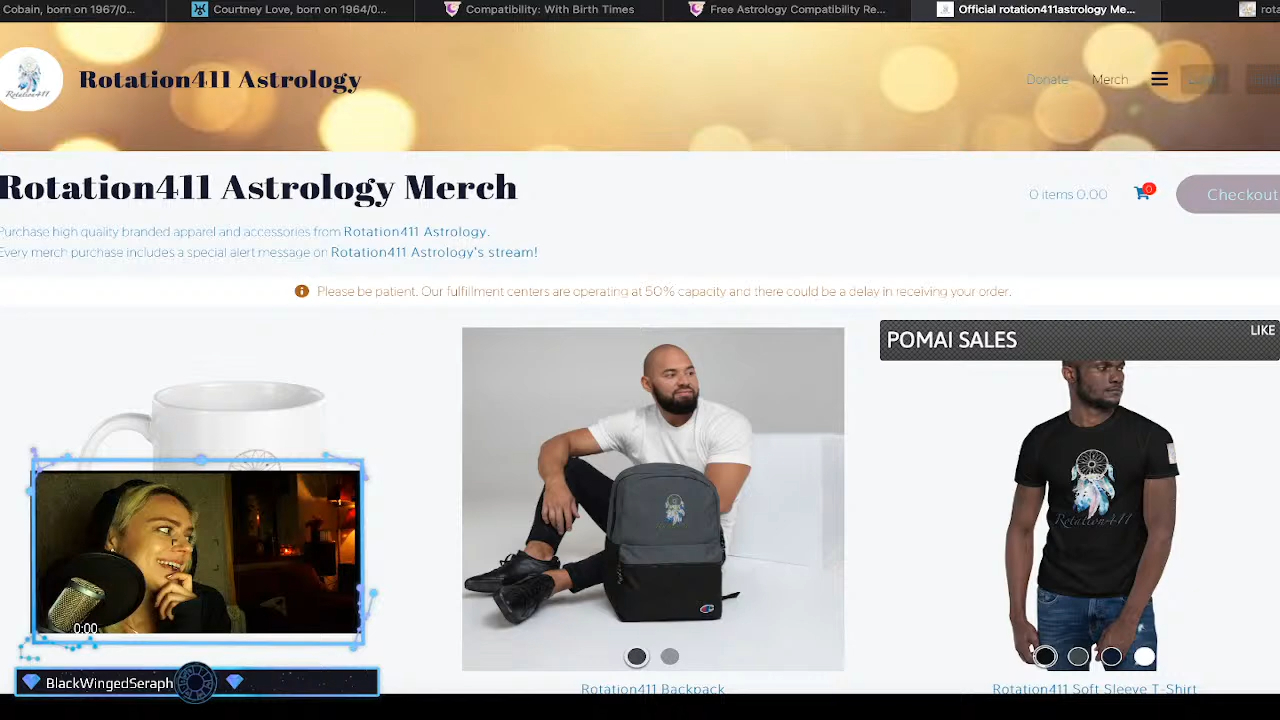 Cobain, born on 1967/0...
Courtney Love, born on 1964/0...
Compatibility: With Birth Times
Free Astrology Compatibility Re...
Official rotation411astrology Me...
rota
Rotation411
Rotation411 Astrology
Donate
Merch
Rotation411 Astrology Merch
0 items 0.00
0
Checkout
Purchase high quality branded apparel and accessories from Rotation411 Astrology.
Every merch purchase includes a special alert message on Rotation411 Astrology's stream!
Please be patient. Our fulfillment centers are operating at 50% capacity and there could be a delay in receiving your order.
POMAI SALES
LIKE
Rotation411
0:00
BlackWingedSeraph
Rotation411 Backpack
Rotation411 Soft Sleeve T-Shirt